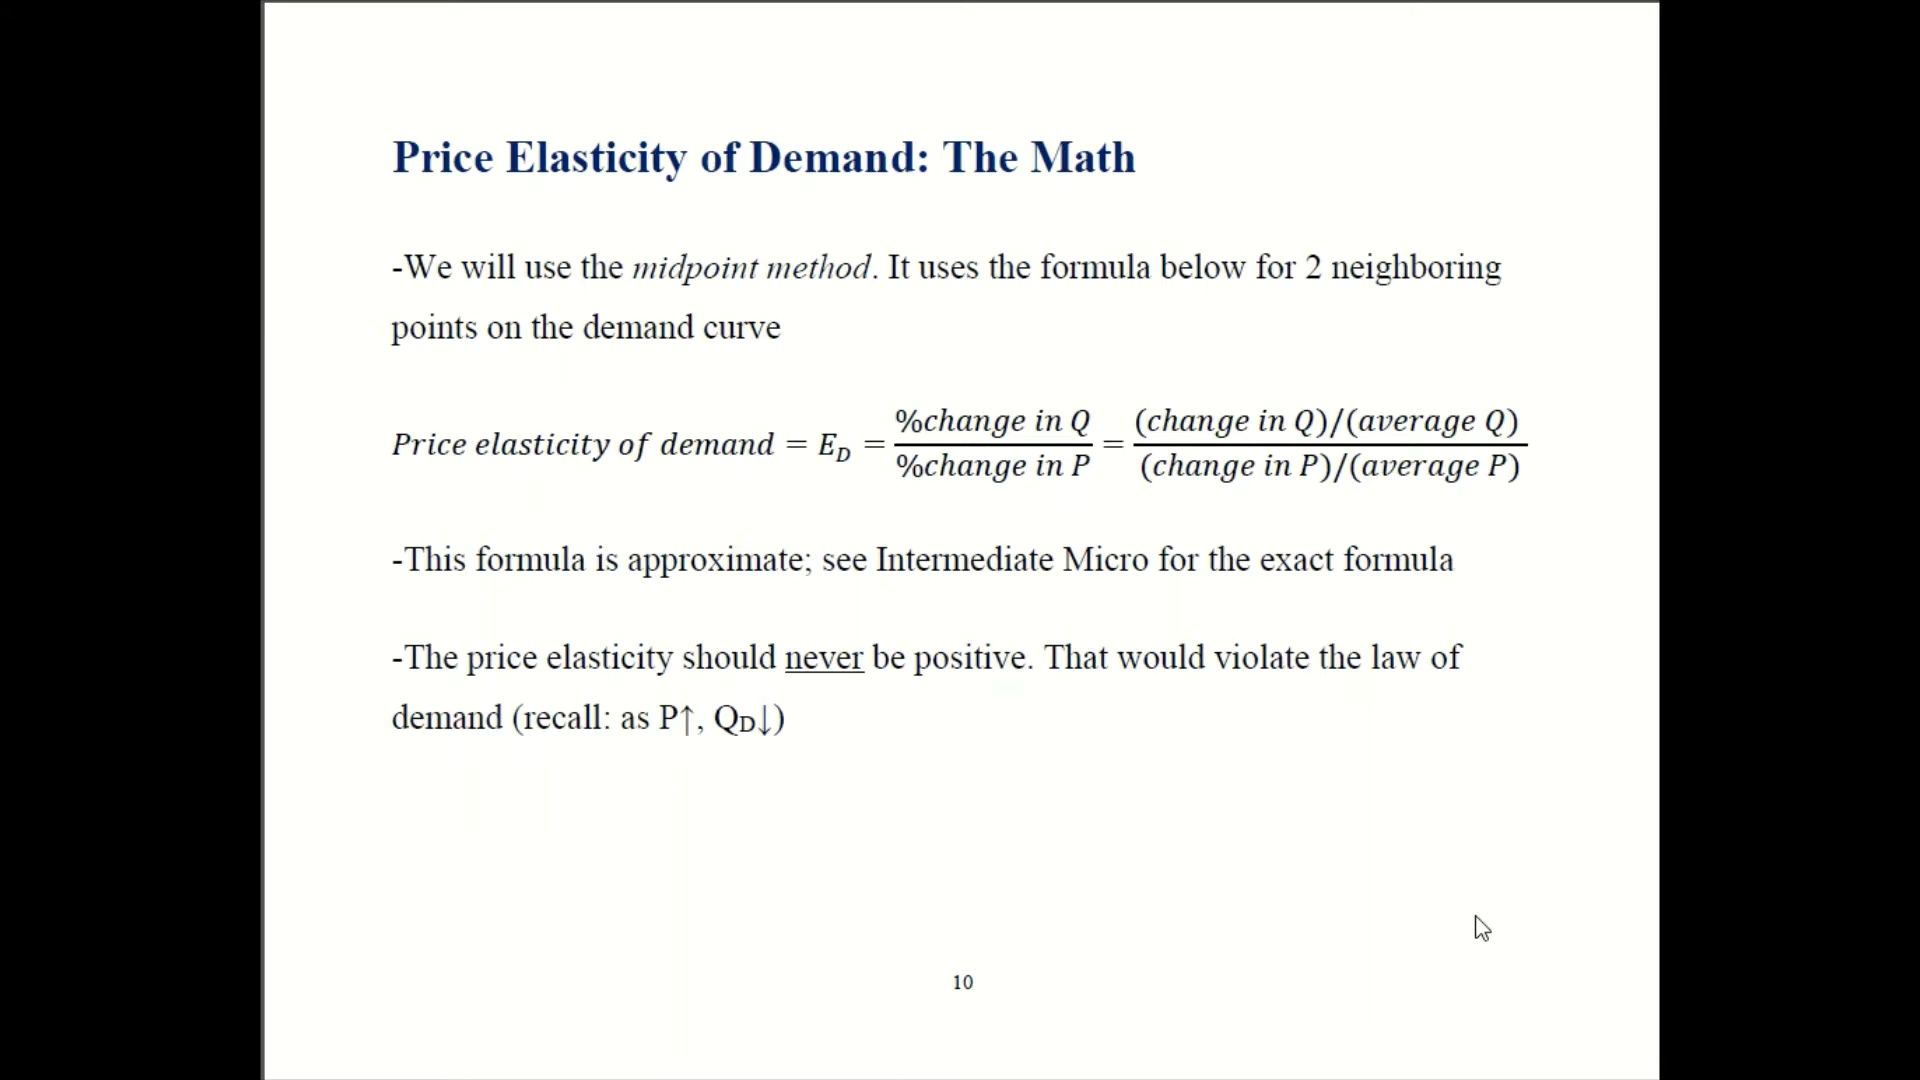 Price Elasticity of Demand: The Math
-We will use the midpoint method. It uses the formula below for 2 neighboring
points on the demand curve
Price elasticity of demand = E_D = %change in Q / %change in P = (change in Q)/(average Q) / (change in P)/(average P)
-This formula is approximate; see Intermediate Micro for the exact formula
-The price elasticity should never be positive. That would violate the law of
demand (recall: as P↑, QD↓)
10